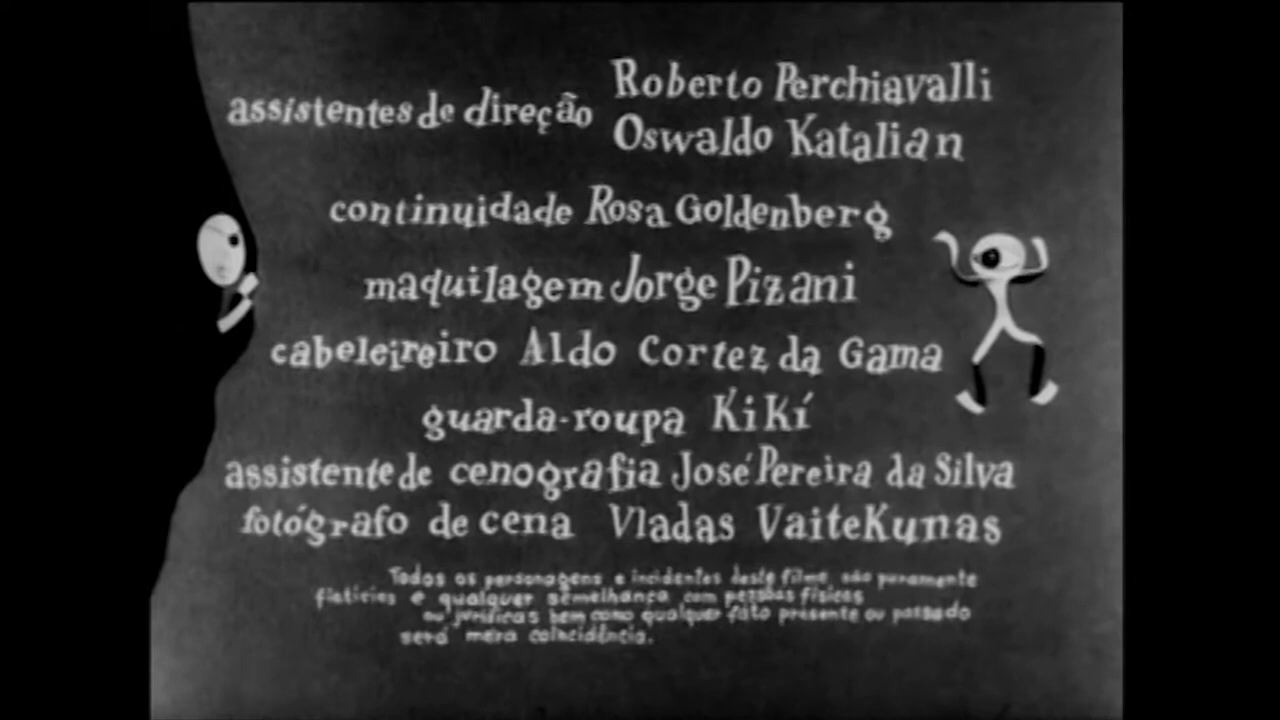 assistentes de direção Roberto Perchiavalli
Oswaldo Katalian
continuidade Rosa Goldenberg
maquilagem Jorge Pizani
cabeleireiro Aldo Cortez da Gama
guarda-roupa Kikí
assistente de cenografia José Pereira da Silva
fotógrafo de cena Vladas Vaitekunas
Todos os personagens e incidentes deste filme, são puramente
fictícios e qualquer semelhança com pessôas físicas
ou jurídicas bem como qualquer fato presente ou passado
será mera coincidência.